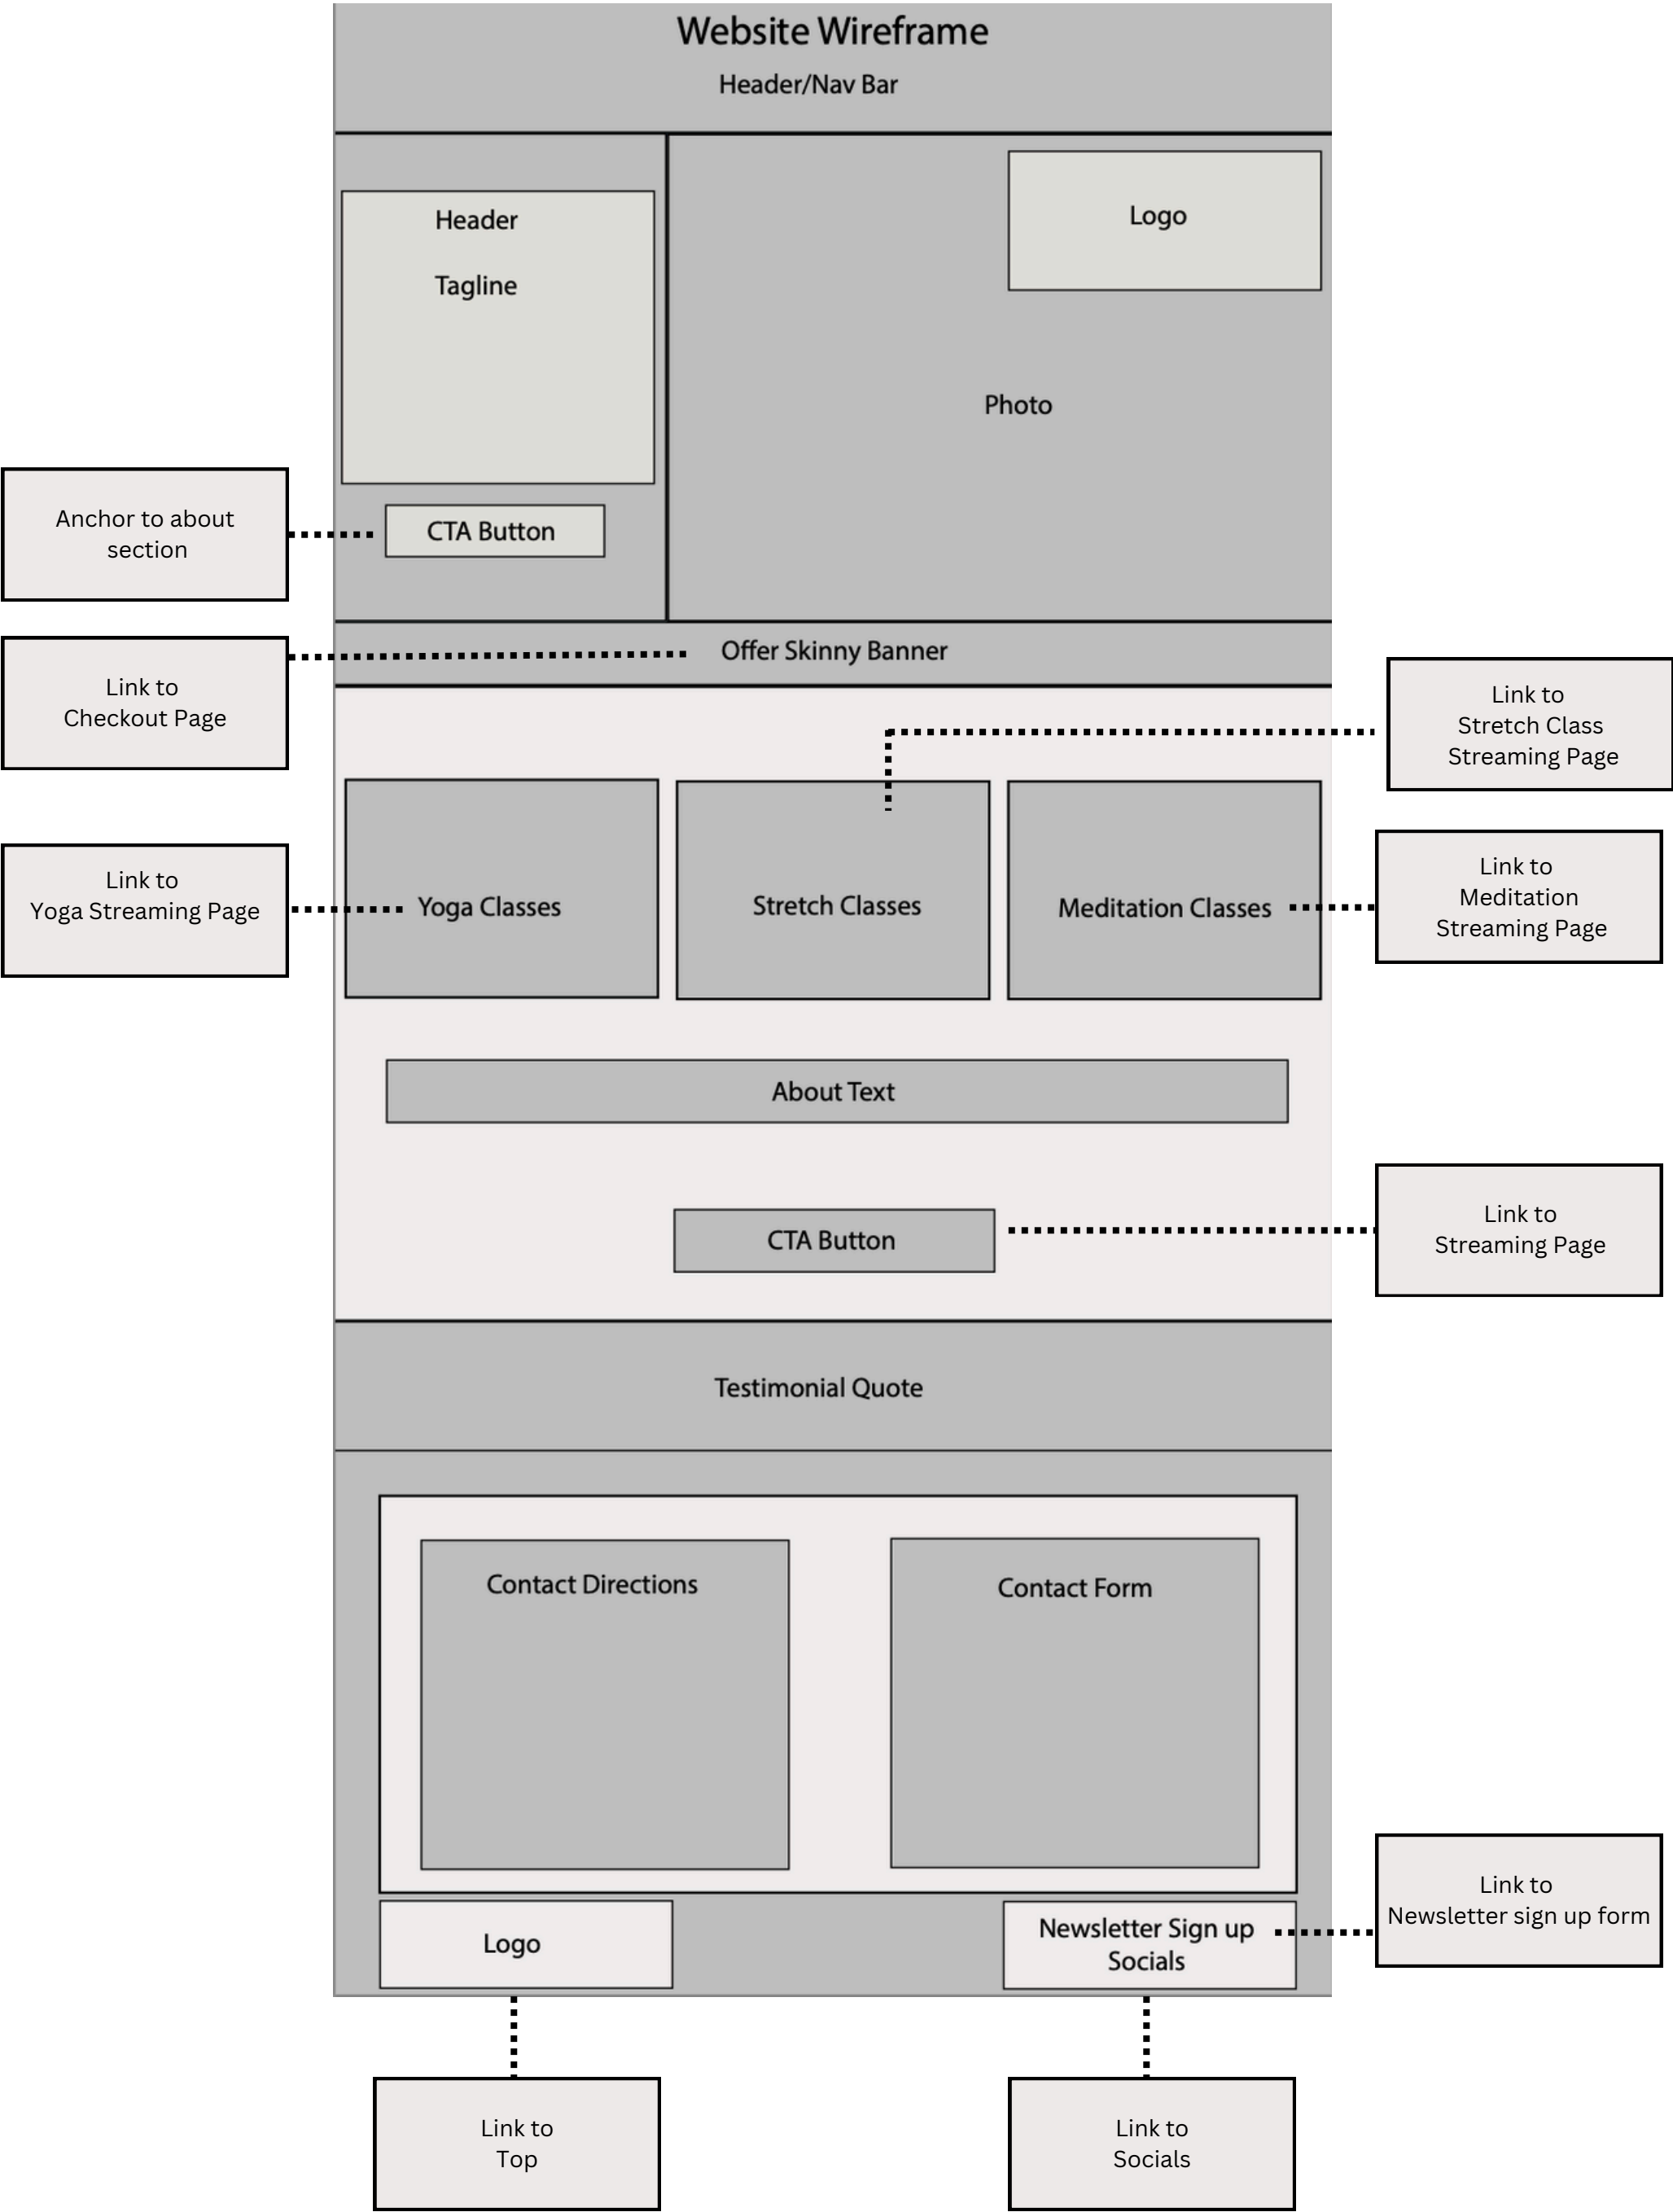 Website Wireframe
Header/Nav Bar
Header
Tagline
Logo
Photo
Anchor to about
section
CTA Button
Offer Skinny Banner
Link to
Checkout Page
Link to
Stretch Class
Streaming Page
Link to
Yoga Streaming Page
Yoga Classes
Stretch Classes
Meditation Classes
Link to
Meditation
Streaming Page
About Text
CTA Button
Link to
Streaming Page
Testimonial Quote
Contact Directions
Contact Form
Logo
Newsletter Sign up
Socials
Link to
Newsletter sign up form
Link to
Top
Link to
Socials